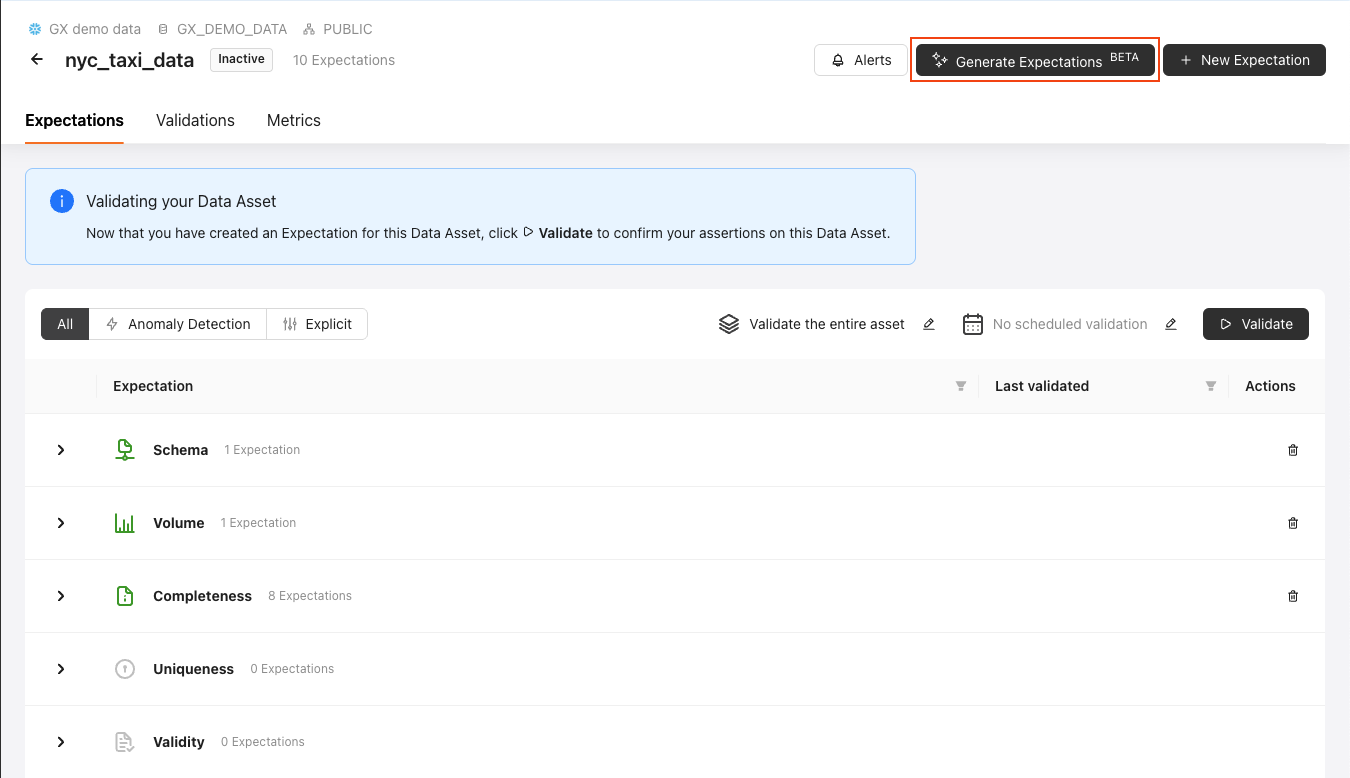 GX demo data GX_DEMO_DATA PUBLIC
nyc_taxi_data Inactive 10 Expectations Alerts Generate Expectations BETA + New Expectation
Expectations Validations Metrics
Validating your Data Asset
Now that you have created an Expectation for this Data Asset, click Validate to confirm your assertions on this Data Asset.
All Anomaly Detection Explicit Validate the entire asset No scheduled validation Validate
Expectation Last validated Actions
Schema 1 Expectation
Volume 1 Expectation
Completeness 8 Expectations
Uniqueness 0 Expectations
Validity 0 Expectations